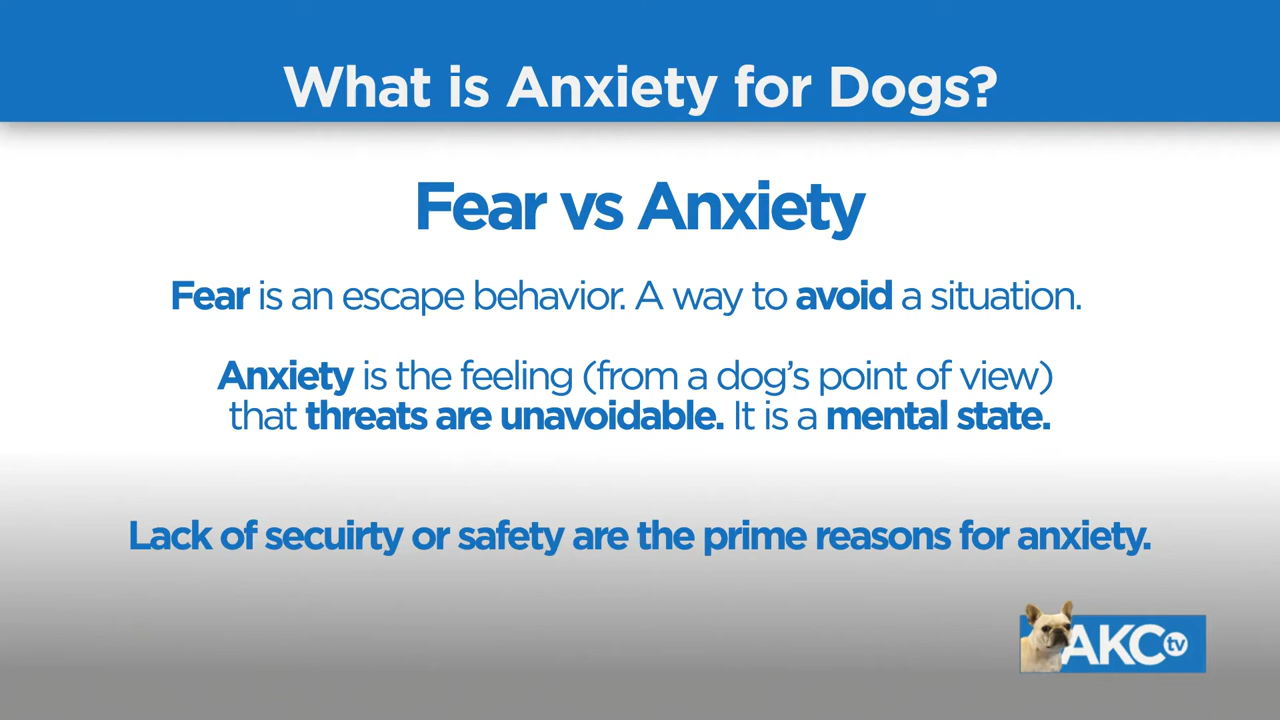 What is Anxiety for Dogs?
Fear vs Anxiety
Fear is an escape behavior. A way to avoid a situation.
Anxiety is the feeling (from a dog’s point of view)
that threats are unavoidable. It is a mental state.
Lack of secuirty or safety are the prime reasons for anxiety.
AKC tv